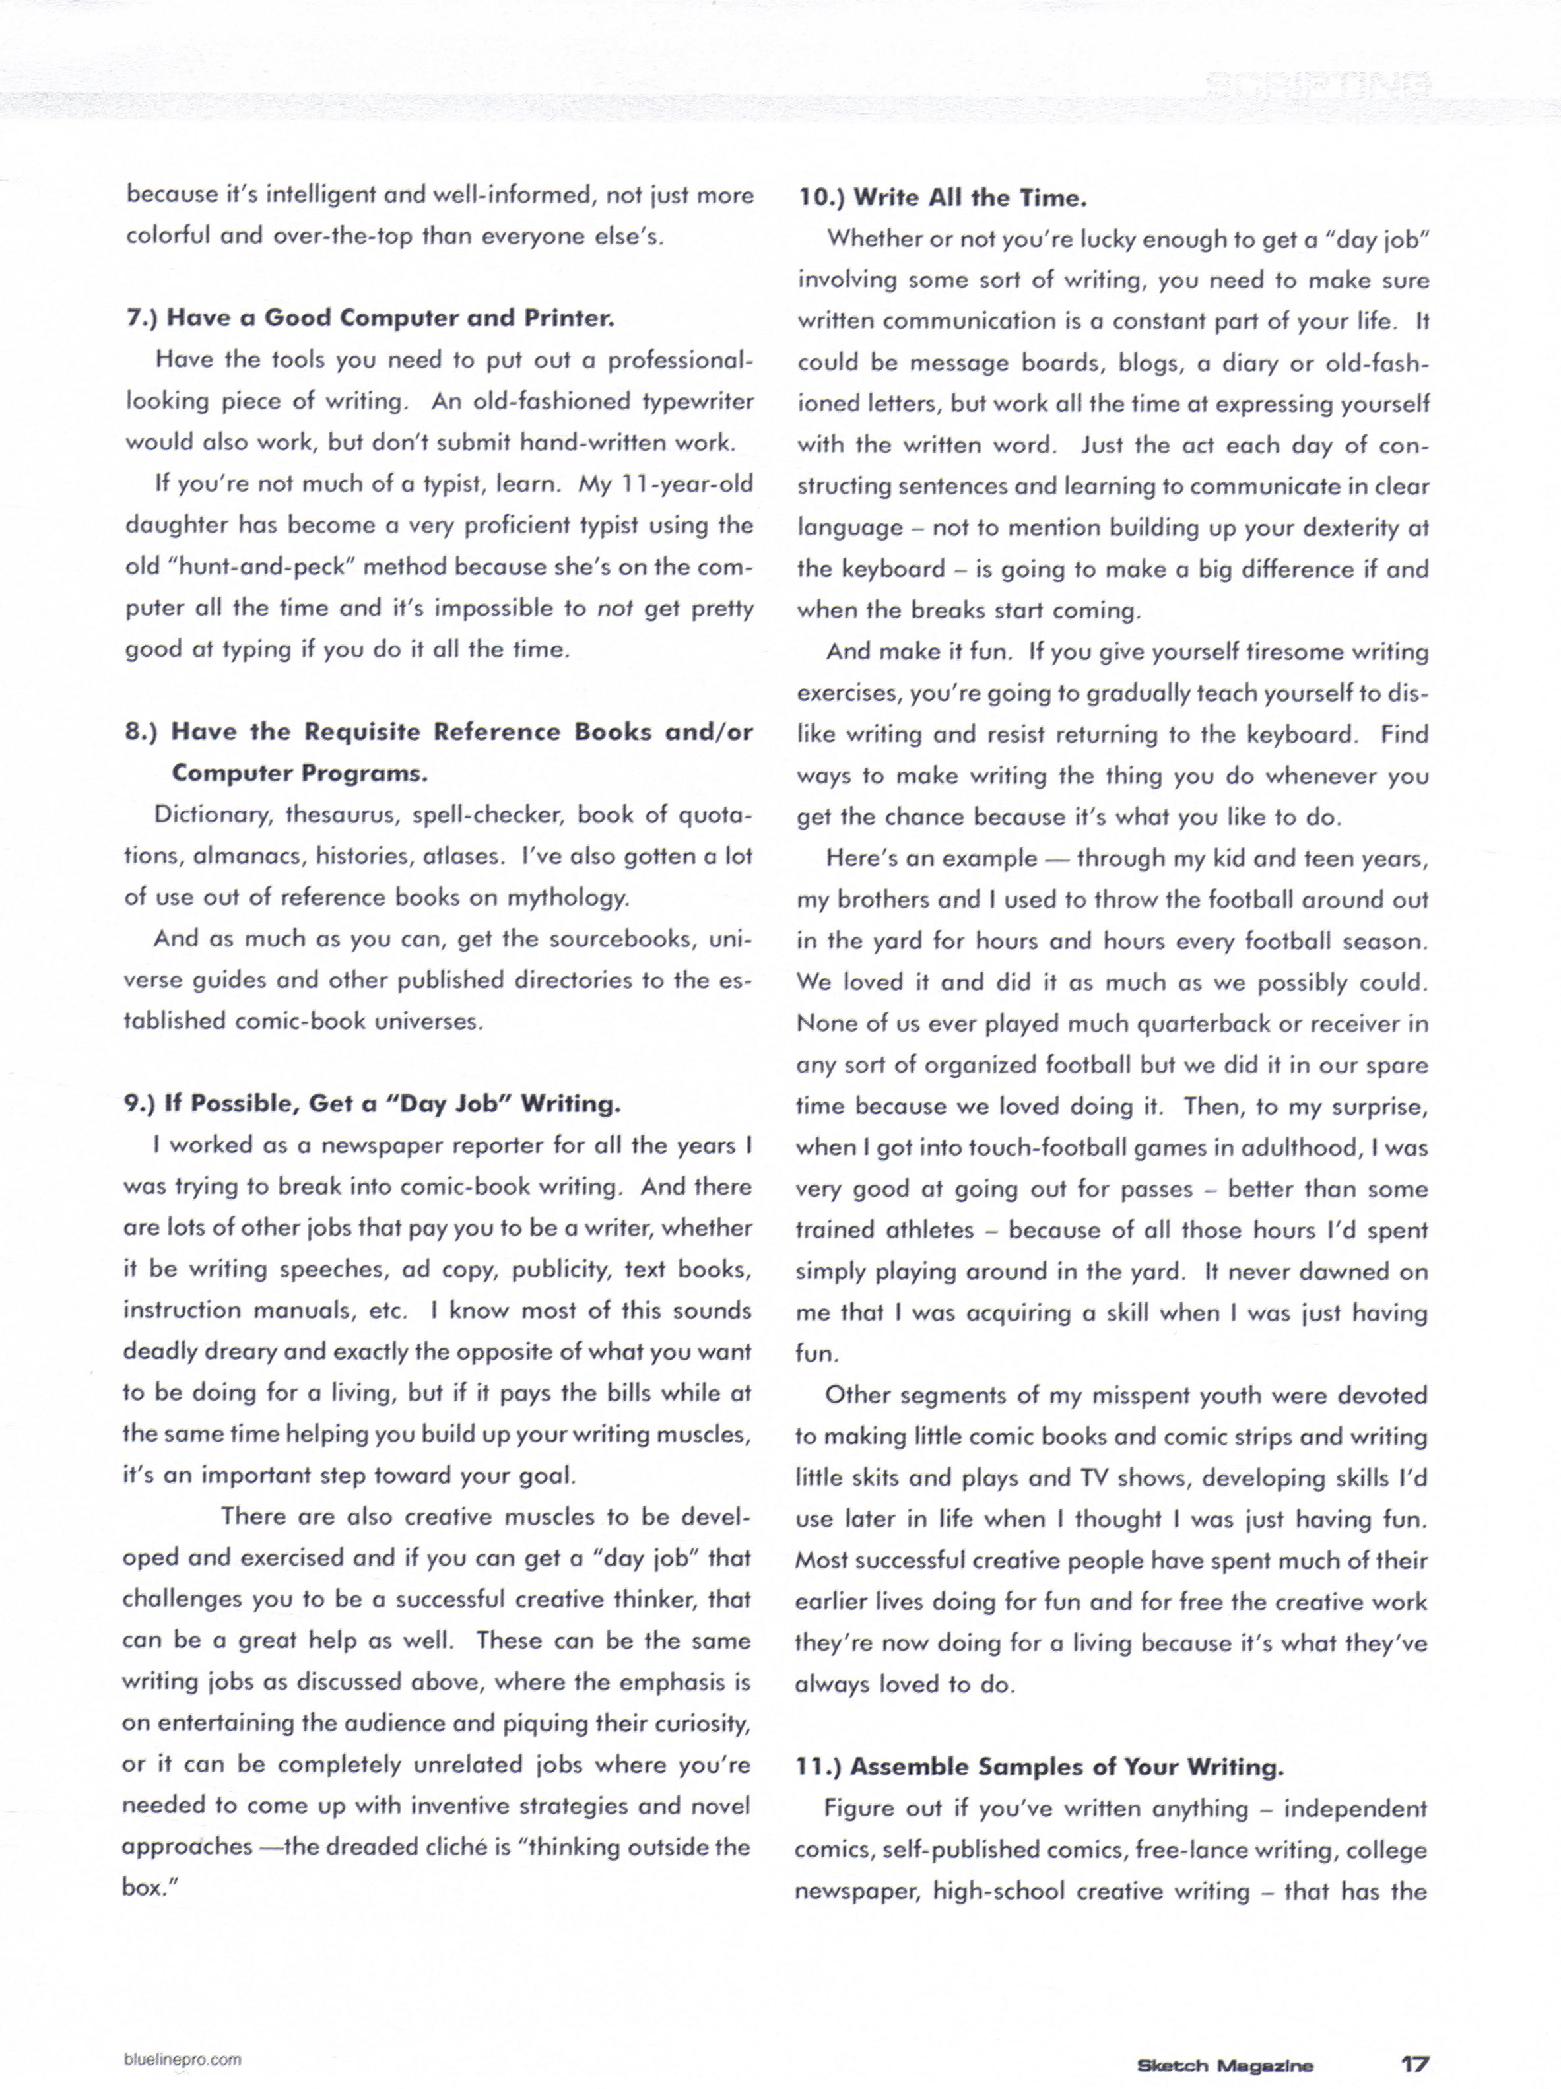 SCRIPTING
because it's intelligent and well-informed, not just more
colorful and over-the-top than everyone else's.
7.) Have a Good Computer and Printer.
Have the tools you need to put out a professional-
looking piece of writing. An old-fashioned typewriter
would also work, but don't submit hand-written work.
If you're not much of a typist, learn. My 11-year-old
daughter has become a very proficient typist using the
old "hunt-and-peck" method because she's on the com-
puter all the time and it's impossible to not get pretty
good at typing if you do it all the time.
8.) Have the Requisite Reference Books and/or
Computer Programs.
Dictionary, thesaurus, spell-checker, book of quota-
tions, almanacs, histories, atlases. I've also gotten a lot
of use out of reference books on mythology.
And as much as you can, get the sourcebooks, uni-
verse guides and other published directories to the es-
tablished comic-book universes.
9.) If Possible, Get a "Day Job" Writing.
I worked as a newspaper reporter for all the years I
was trying to break into comic-book writing. And there
are lots of other jobs that pay you to be a writer, whether
it be writing speeches, ad copy, publicity, text books,
instruction manuals, etc. I know most of this sounds
deadly dreary and exactly the opposite of what you want
to be doing for a living, but if it pays the bills while at
the same time helping you build up your writing muscles,
it's an important step toward your goal.
There are also creative muscles to be devel-
oped and exercised and if you can get a "day job" that
challenges you to be a successful creative thinker, that
can be a great help as well. These can be the same
writing jobs as discussed above, where the emphasis is
on entertaining the audience and piquing their curiosity,
or it can be completely unrelated jobs where you're
needed to come up with inventive strategies and novel
approaches —the dreaded cliché is "thinking outside the
box."
10.) Write All the Time.
Whether or not you're lucky enough to get a "day job"
involving some sort of writing, you need to make sure
written communication is a constant part of your life. It
could be message boards, blogs, a diary or old-fash-
ioned letters, but work all the time at expressing yourself
with the written word. Just the act each day of con-
structing sentences and learning to communicate in clear
language – not to mention building up your dexterity at
the keyboard – is going to make a big difference if and
when the breaks start coming.
And make it fun. If you give yourself tiresome writing
exercises, you're going to gradually teach yourself to dis-
like writing and resist returning to the keyboard. Find
ways to make writing the thing you do whenever you
get the chance because it's what you like to do.
Here's an example — through my kid and teen years,
my brothers and I used to throw the football around out
in the yard for hours and hours every football season.
We loved it and did it as much as we possibly could.
None of us ever played much quarterback or receiver in
any sort of organized football but we did it in our spare
time because we loved doing it. Then, to my surprise,
when I got into touch-football games in adulthood, I was
very good at going out for passes – better than some
trained athletes – because of all those hours I'd spent
simply playing around in the yard. It never dawned on
me that I was acquiring a skill when I was just having
fun.
Other segments of my misspent youth were devoted
to making little comic books and comic strips and writing
little skits and plays and TV shows, developing skills I'd
use later in life when I thought I was just having fun.
Most successful creative people have spent much of their
earlier lives doing for fun and for free the creative work
they're now doing for a living because it's what they've
always loved to do.
11.) Assemble Samples of Your Writing.
Figure out if you've written anything – independent
comics, self-published comics, free-lance writing, college
newspaper, high-school creative writing – that has the
bluelinepro.com
Sketch Magazine 17